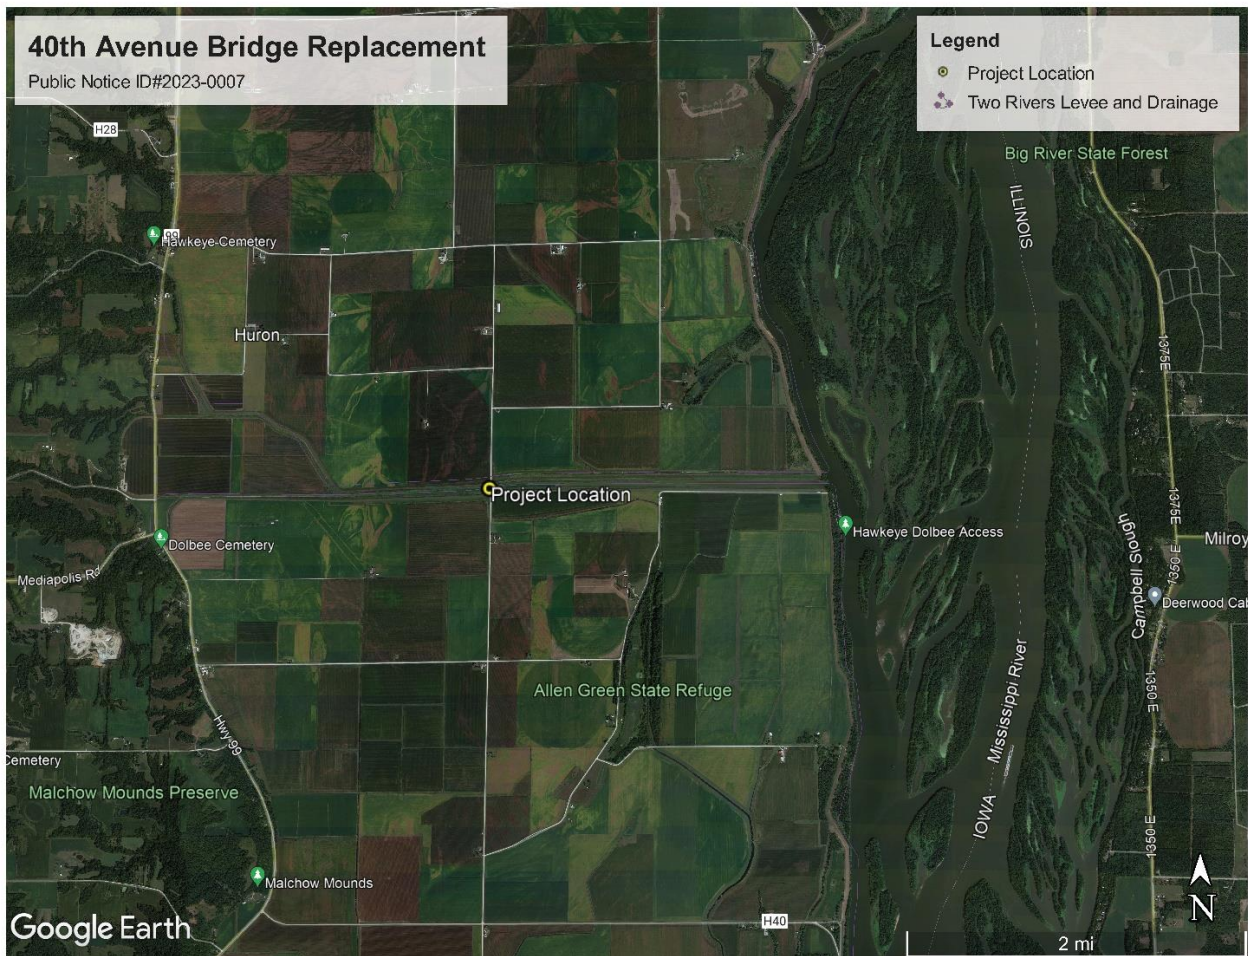 40th Avenue Bridge Replacement
Public Notice ID#2023-0007
Legend
Project Location
Two Rivers Levee and Drainage
H28
Big River State Forest
ILLINOIS
99
Hawkeye Cemetery
Huron
1375E
Project Location
1375E
Hawkeye Dolbee Access
Dolbee Cemetery
Milroy
1350 E
Campbell Slough
Mediapolis Rd
Deerwood Cab
Mississippi River
1350 E
Allen Green State Refuge
Hwy 99
Cemetery
Malchow Mounds Preserve
IOWA
1350 E
Malchow Mounds
N
Google Earth
H40
2 mi